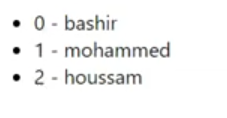 • 0 - bashir
• 1 - mohammed
• 2 - houssam